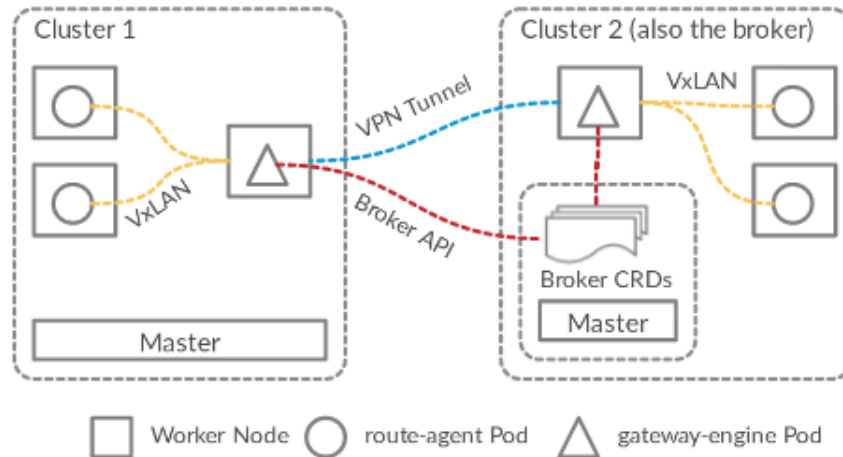 Cluster 1
Cluster 2 (also the broker)
VPN Tunnel
VxLAN
VxLAN
Broker API
Broker CRDs
Master
Master
Worker Node
route-agent Pod
gateway-engine Pod